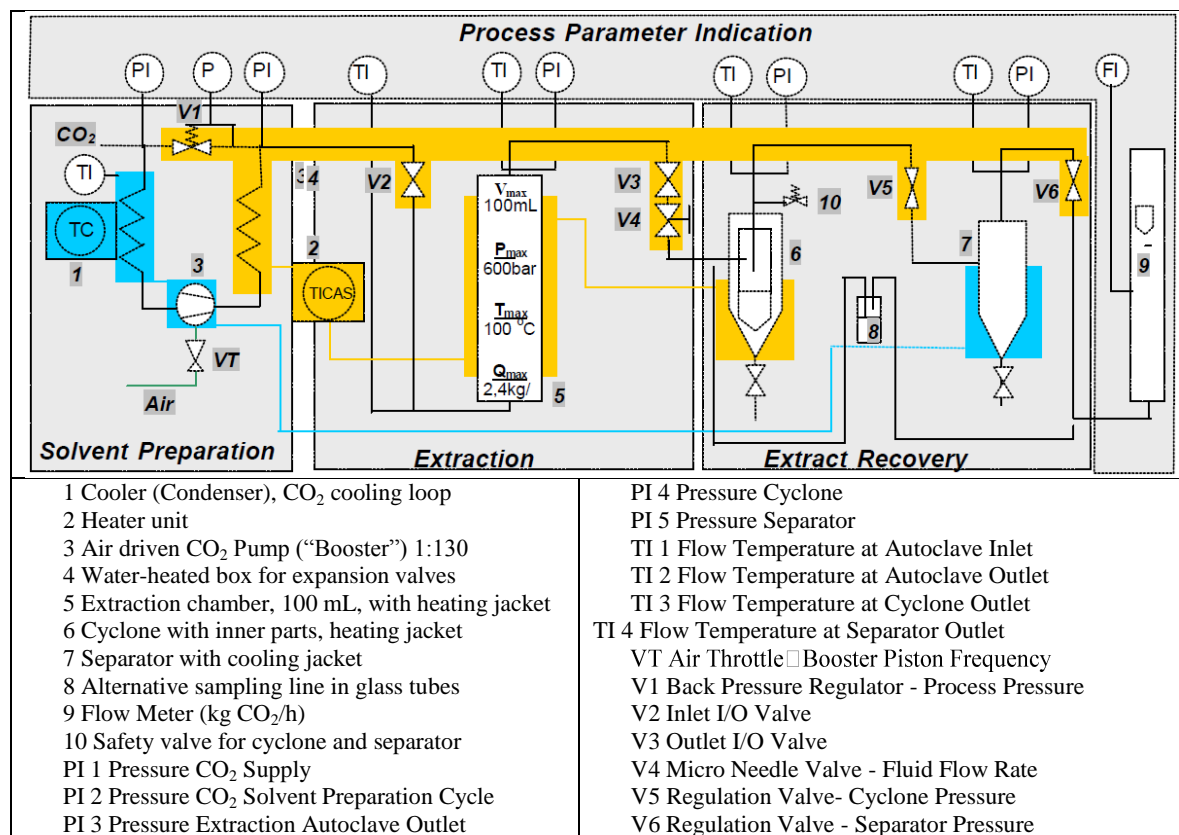 Process Parameter Indication
PI
P
PI
TI
TI
PI
TI
PI
TI
PI
FI
V1
CO₂
TI
3
4
V2
V3
V4
V5
V6
10
Vmax
100mL
Pmax
600bar
Tmax
100 ⁰C
Qmax
2,4kg/
TC
1
2
3
TICAS
6
7
8
9
5
VT
Air
Solvent Preparation
Extraction
Extract Recovery
1 Cooler (Condenser), CO₂ cooling loop
2 Heater unit
3 Air driven CO₂ Pump (“Booster”) 1:130
4 Water-heated box for expansion valves
5 Extraction chamber, 100 mL, with heating jacket
6 Cyclone with inner parts, heating jacket
7 Separator with cooling jacket
8 Alternative sampling line in glass tubes
9 Flow Meter (kg CO₂/h)
10 Safety valve for cyclone and separator
PI 1 Pressure CO₂ Supply
PI 2 Pressure CO₂ Solvent Preparation Cycle
PI 3 Pressure Extraction Autoclave Outlet
PI 4 Pressure Cyclone
PI 5 Pressure Separator
TI 1 Flow Temperature at Autoclave Inlet
TI 2 Flow Temperature at Autoclave Outlet
TI 3 Flow Temperature at Cyclone Outlet
TI 4 Flow Temperature at Separator Outlet
VT Air Throttle□Booster Piston Frequency
V1 Back Pressure Regulator - Process Pressure
V2 Inlet I/O Valve
V3 Outlet I/O Valve
V4 Micro Needle Valve - Fluid Flow Rate
V5 Regulation Valve- Cyclone Pressure
V6 Regulation Valve - Separator Pressure